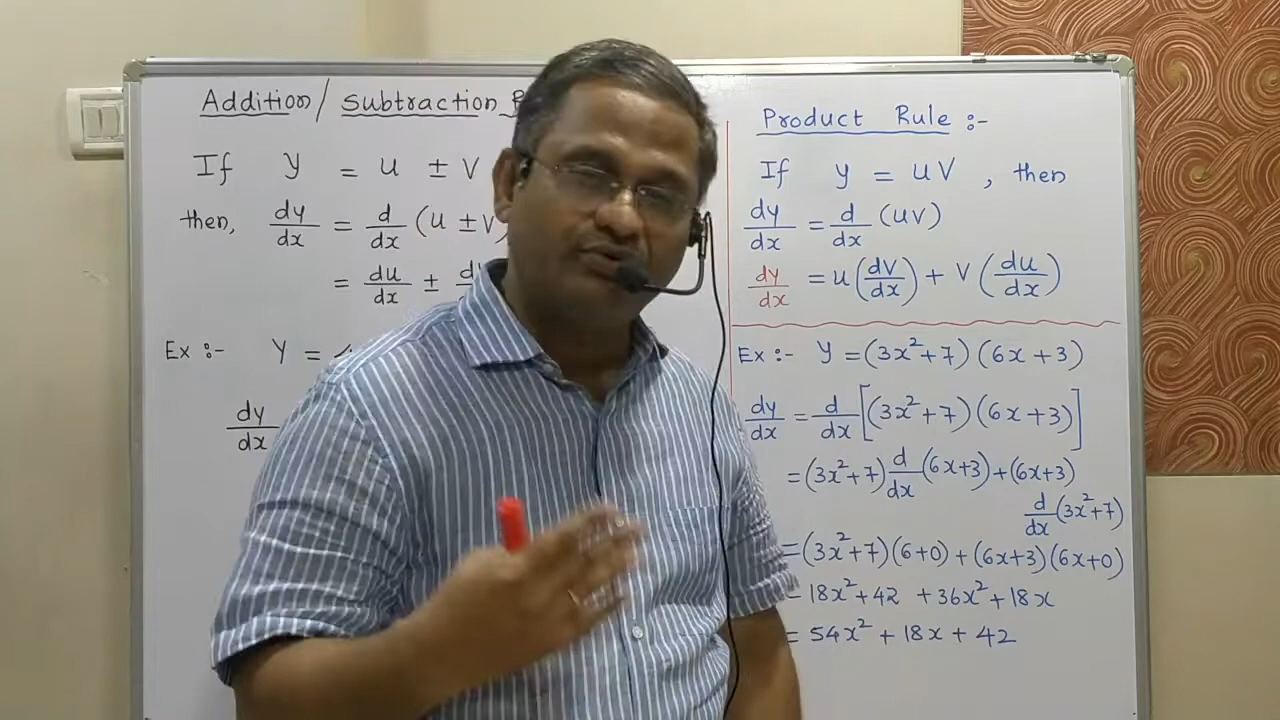 Addition/ Subtraction
If y = u ± v
then, dy/dx = d/dx (u ± v
= du/dx ±
Ex :- Y =
dy/dx
Product Rule :-
If y = uv , then
dy/dx = d/dx (uv)
dy/dx = u(dv/dx) + v(du/dx)
Ex :- y = (3x²+7)(6x+3)
dy/dx = d/dx [(3x²+7)(6x+3)]
= (3x²+7) d/dx (6x+3) + (6x+3)
d/dx (3x²+7)
= (3x²+7)(6+0) + (6x+3)(6x+0)
= 18x²+42 + 36x²+18x
= 54x² + 18x + 42